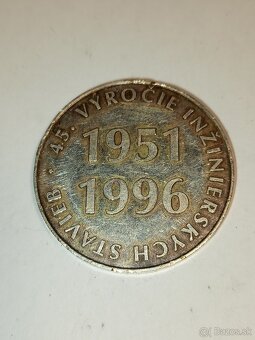 45. VÝROČIE INŽINIERSKYCH STAVIEB •
1951
1996
Bazos.sk